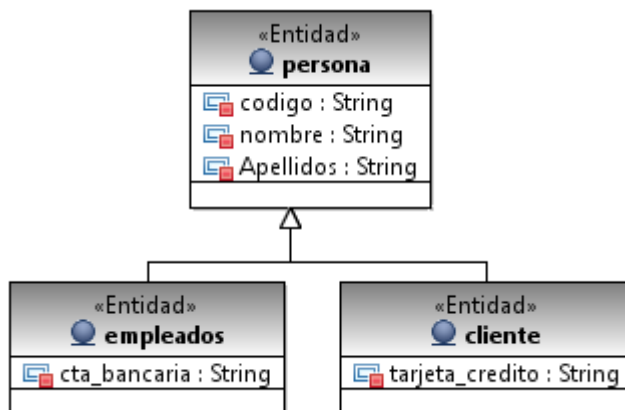 «Entidad»
persona
codigo : String
nombre : String
Apellidos : String
«Entidad»
empleados
cta_bancaria : String
«Entidad»
cliente
tarjeta_credito : String